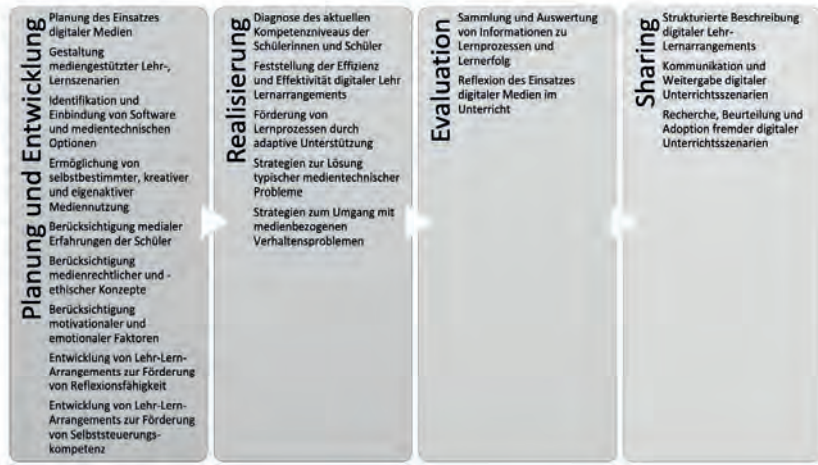 Planung und Entwicklung
Planung des Einsatzes
digitaler Medien
Gestaltung
mediengestützter Lehr-,
Lernszenarien
Identifikation und
Einbindung von Software
und medientechnischen
Optionen
Ermöglichung von
selbstbestimmter, kreativer
und eigenaktiver
Mediennutzung
Berücksichtigung medialer
Erfahrungen der Schüler
Berücksichtigung
medienrechtlicher und -
ethischer Konzepte
Berücksichtigung
motivationaler und
emotionaler Faktoren
Entwicklung von Lehr-Lern-
Arrangements zur Förderung
von Reflexionsfähigkeit
Entwicklung von Lehr-Lern-
Arrangements zur Förderung
von Selbststeuerungs-
kompetenz
Realisierung
Diagnose des aktuellen
Kompetenzniveaus der
Schülerinnen und Schüler
Feststellung der Effizienz
und Effektivität digitaler Lehr
Lernarrangements
Förderung von
Lernprozessen durch
adaptive Unterstützung
Strategien zur Lösung
typischer medientechnischer
Probleme
Strategien zum Umgang mit
medienbezogenen
Verhaltensproblemen
Evaluation
Sammlung und Auswertung
von Informationen zu
Lernprozessen und
Lernerfolg
Reflexion des Einsatzes
digitaler Medien im
Unterricht
Sharing
Strukturierte Beschreibung
digitaler Lehr-
Lernarrangements
Kommunikation und
Weitergabe digitaler
Unterrichtsszenarien
Recherche, Beurteilung und
Adoption fremder digitaler
Unterrichtsszenarien